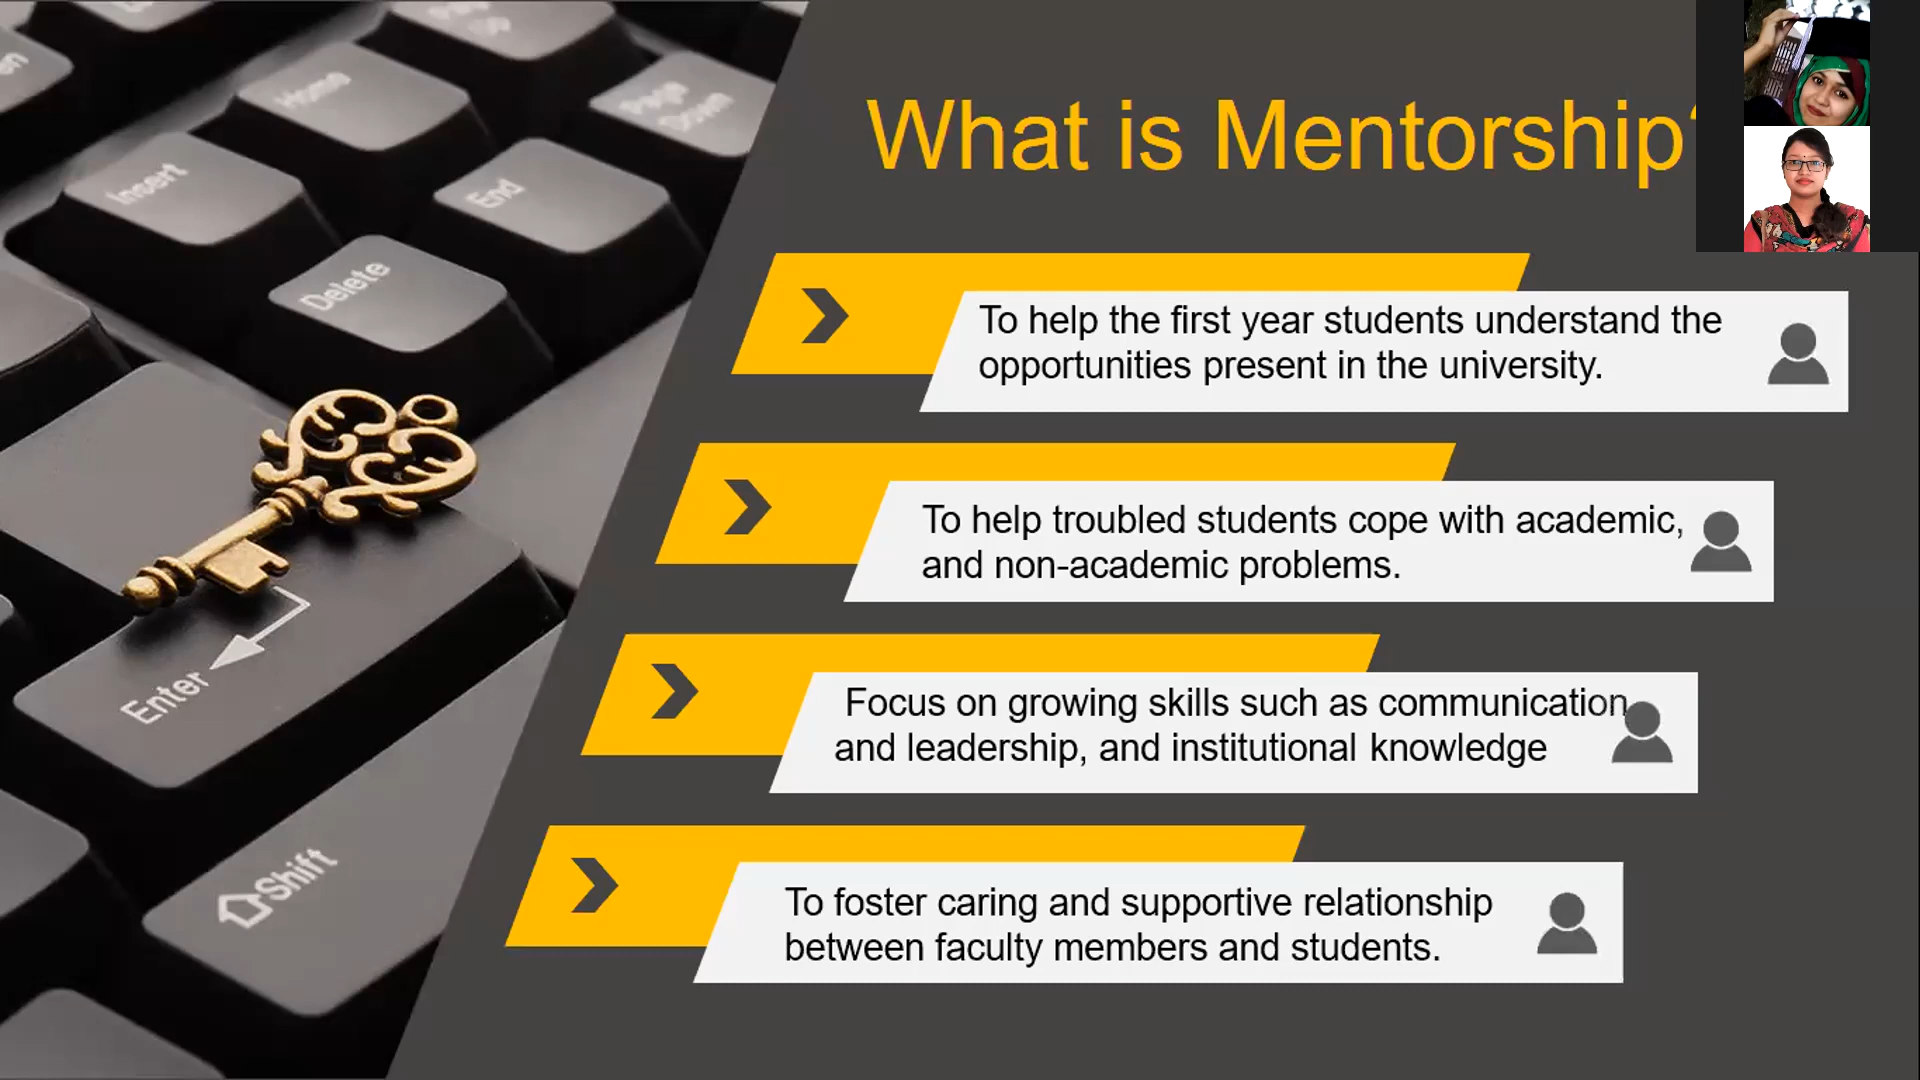 What is Mentorship?
To help the first year students understand the
opportunities present in the university.
To help troubled students cope with academic,
and non-academic problems.
Focus on growing skills such as communication
and leadership, and institutional knowledge
To foster caring and supportive relationship
between faculty members and students.
Home
Page
Down
Insert
End
Delete
Enter
Shift